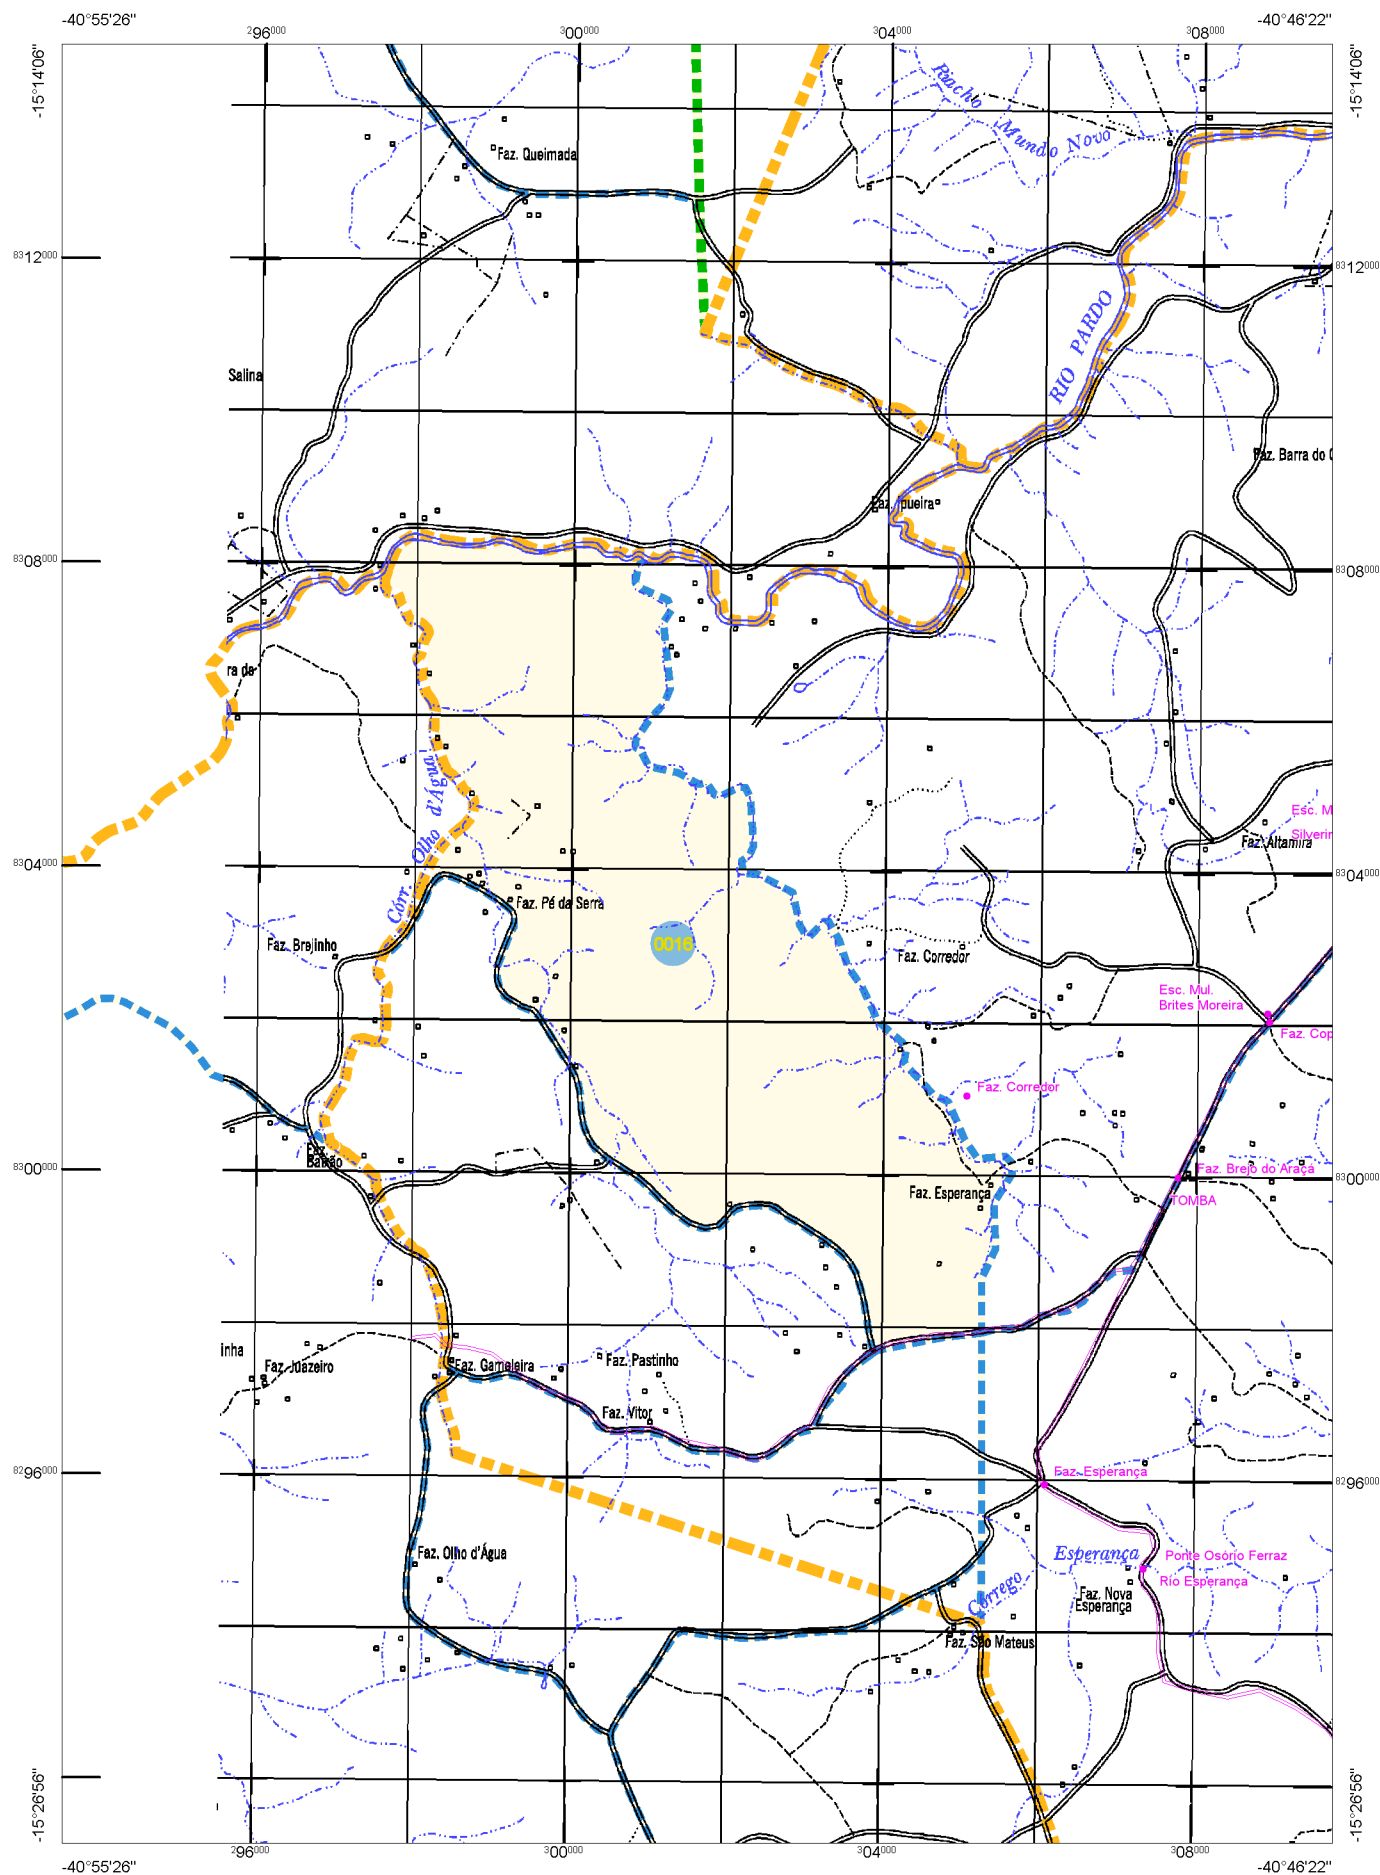 -40°55'26"
-40°46'22"
296000
300000
304000
308000
-15°14'06"
-15°14'06"
Riacho Mundo Novo
Faz. Queimada
8312000
8312000
RIO PARDO
Salina
Faz. Barra do
Faz. Ipueira
8308000
8308000
ra da
Córr. Olho d'Água
Esc. M
Silverin
Faz. Altamira
8304000
8304000
Faz. Pé da Serra
Faz. Brejinho
0016
Faz. Corredor
Esc. Mul.
Brites Moreira
Faz. Cop
Faz. Corredor
Faz.
Baixão
8300000
8300000
Faz. Brejo do Araçá
Faz. Esperança
TOMBA
inha
Faz. Juazeiro
Faz. Gameleira
Faz. Pastinho
Faz. Vitor
8296000
8296000
Faz. Esperança
Faz. Olho d'Água
Córrego Esperança
Ponte Osório Ferraz
Rio Esperança
Faz. Nova
Esperança
Faz. São Mateus
-15°26'56"
-15°26'56"
296000
300000
304000
308000
-40°55'26"
-40°46'22"